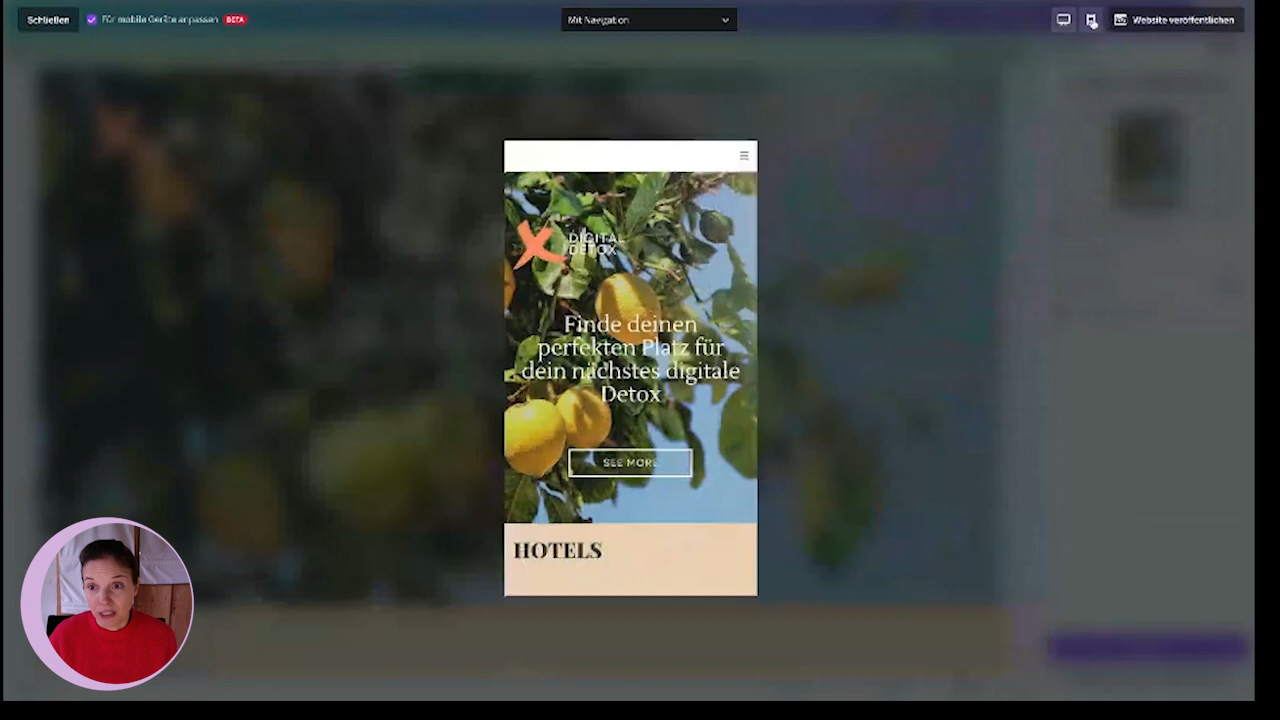 Schließen
Für mobile Geräte anpassen BETA
Mit Navigation
Website veröffentlichen
DIGITAL
DETOX
Finde deinen
perfekten Platz für
dein nächstes digitale
Detox
SEE MORE
HOTELS